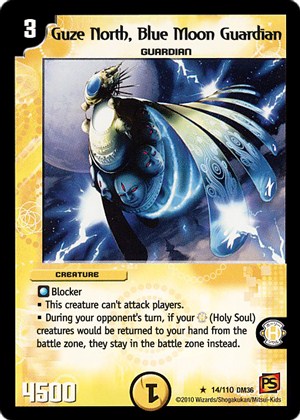 3
Guze North, Blue Moon Guardian
GUARDIAN
CREATURE
Blocker
▪ This creature can't attack players.
▪ During your opponent's turn, if your (Holy Soul)
creatures would be returned to your hand from the
battle zone, they stay in the battle zone instead.
4500
1
★ 14/110 DM36
©2010 Wizards/Shogakukan/Mitsui-Kids
PS